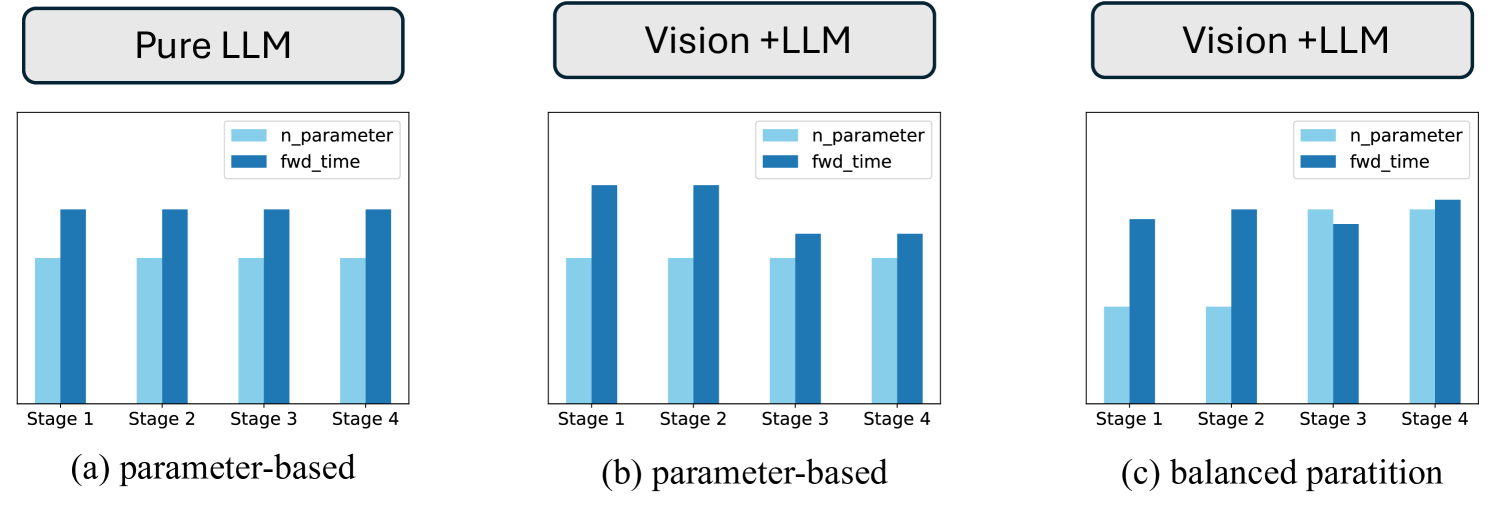 Pure LLM
n_parameter
fwd_time
Stage 1
Stage 2
Stage 3
Stage 4
(a) parameter-based
Vision +LLM
n_parameter
fwd_time
Stage 1
Stage 2
Stage 3
Stage 4
(b) parameter-based
Vision +LLM
n_parameter
fwd_time
Stage 1
Stage 2
Stage 3
Stage 4
(c) balanced paratition